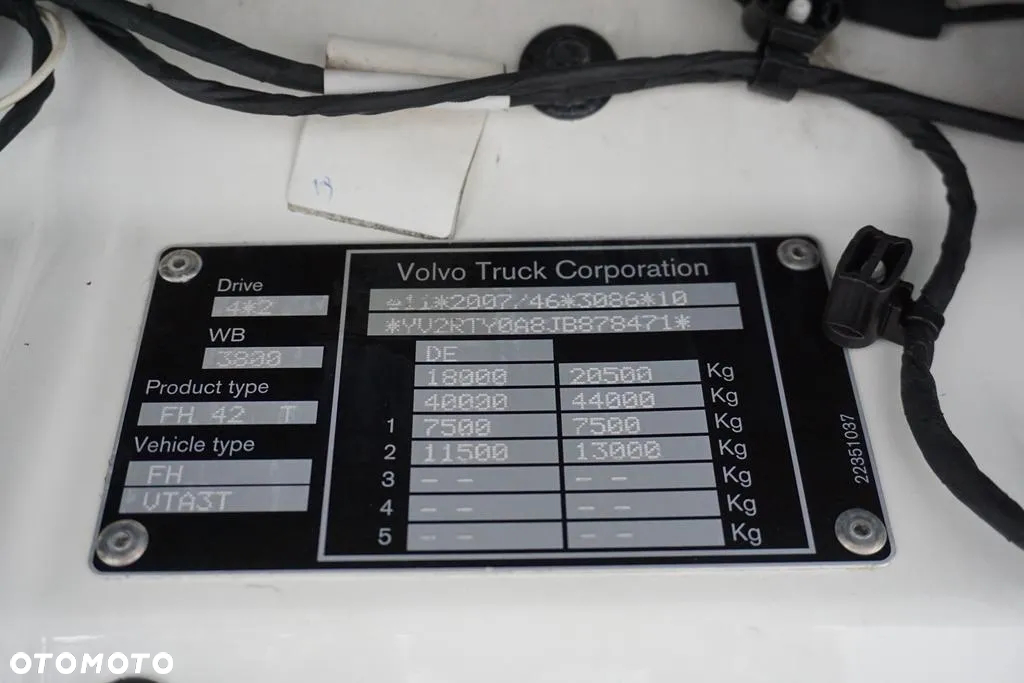 Drive
4*2
WB
3800
Product type
FH 42 T
Vehicle type
FH
VTA3T
Volvo Truck Corporation
e11*2007/46*3086*10
*YV2RTY0A8JB878471*
DE
18000 20500 Kg
40000 44000 Kg
1 7500 7500 Kg
2 11500 13000 Kg
3 -- -- Kg
4 -- -- Kg
5 -- -- Kg
22351037
OTOMOTO